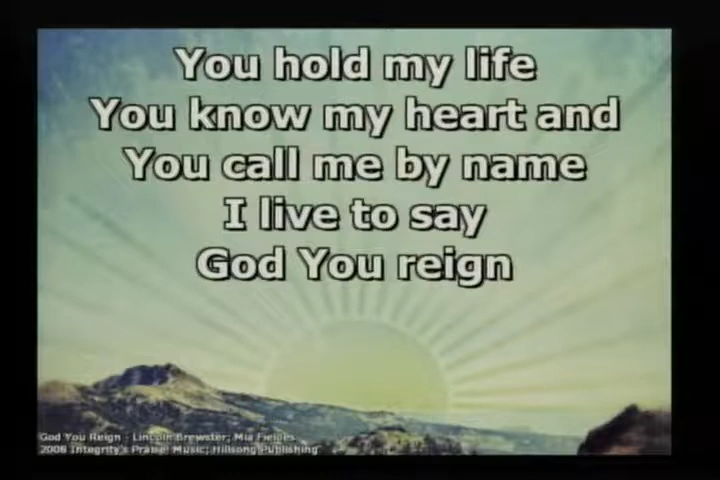 You hold my life
You know my heart and
You call me by name
I live to say
God You reign
God You Reign - Lincoln Brewster; Mia Fieldes
2008 Integrity's Praise! Music; Hillsong Publishing